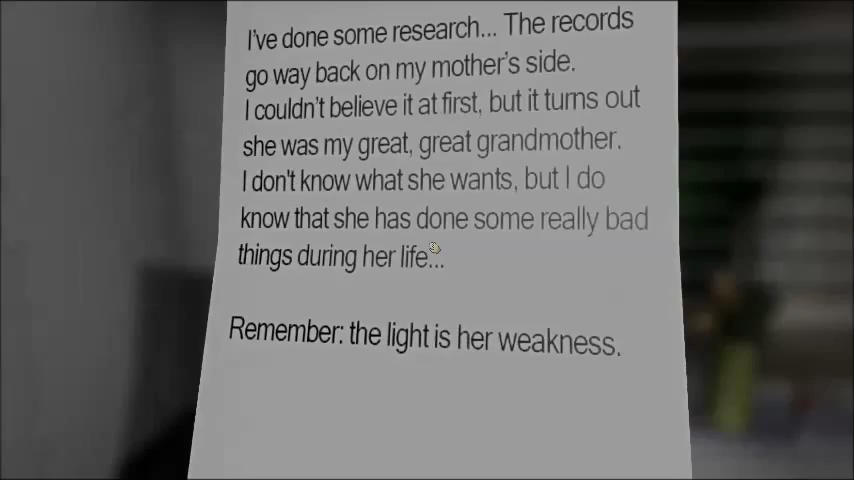 I've done some research... The records
go way back on my mother's side.
I couldn't believe it at first, but it turns out
she was my great, great grandmother.
I don't know what she wants, but I do
know that she has done some really bad
things during her life...
Remember: the light is her weakness.